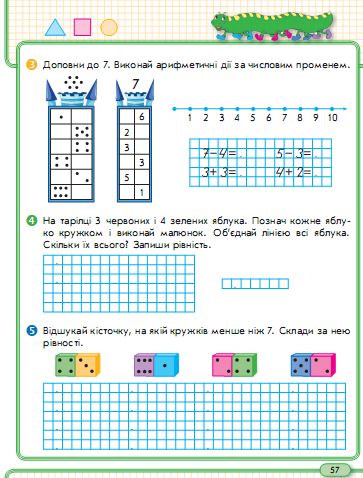 3 Доповни до 7. Виконай арифметичні дії за числовим променем.
7
6
2
3
3
5
1
1 2 3 4 5 6 7 8 9 10
7-4= 5-3=
3+3= 4+2=
4 На тарілці 3 червоних і 4 зелених яблука. Познач кожне яблу-
ко кружком і виконай малюнок. Об'єднай лінією всі яблука.
Скільки їх всього? Запиши рівність.
5 Відшукай кісточку, на якій кружків менше ніж 7. Склади за нею
рівності.
57